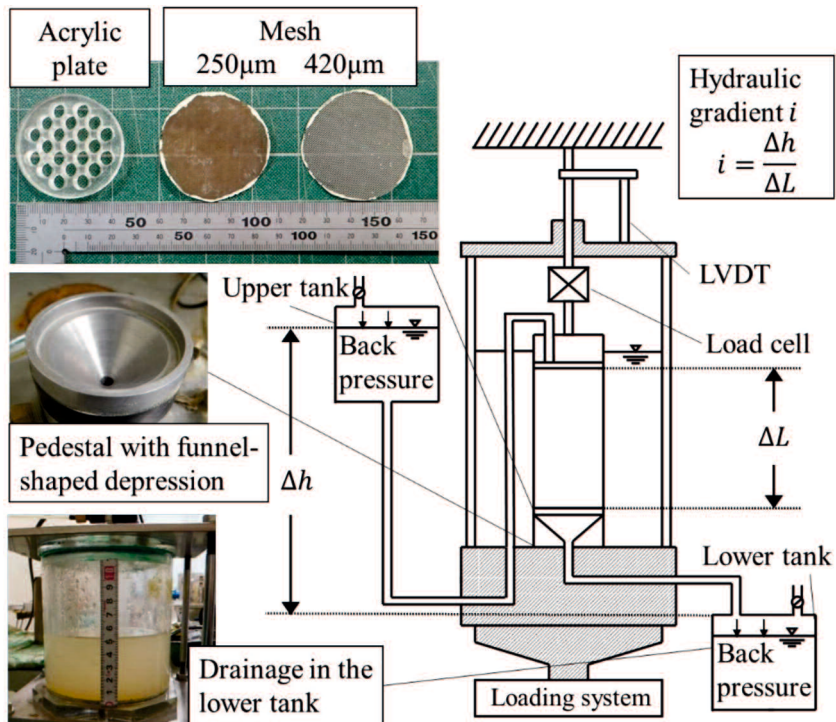 Acrylic
plate
Mesh
250μm 420μm
50 100 150
50 100 150
Hydraulic
gradient i
i = Δh
ΔL
LVDT
Upper tank
Back
pressure
Load cell
ΔL
Δh
Pedestal with funnel-
shaped depression
Lower tank
Back
pressure
Drainage in the
lower tank
Loading system